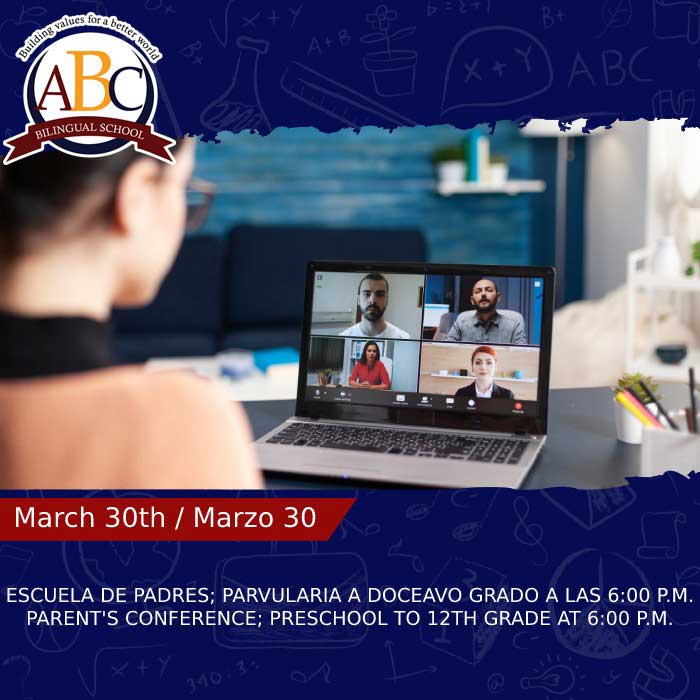 Building values for a better world
ABC
BILINGUAL SCHOOL
A+B
X+Y
B+
ABC
March 30th / Marzo 30
ESCUELA DE PADRES; PARVULARIA A DOCEAVO GRADO A LAS 6:00 P.M.
PARENT'S CONFERENCE; PRESCHOOL TO 12TH GRADE AT 6:00 P.M.